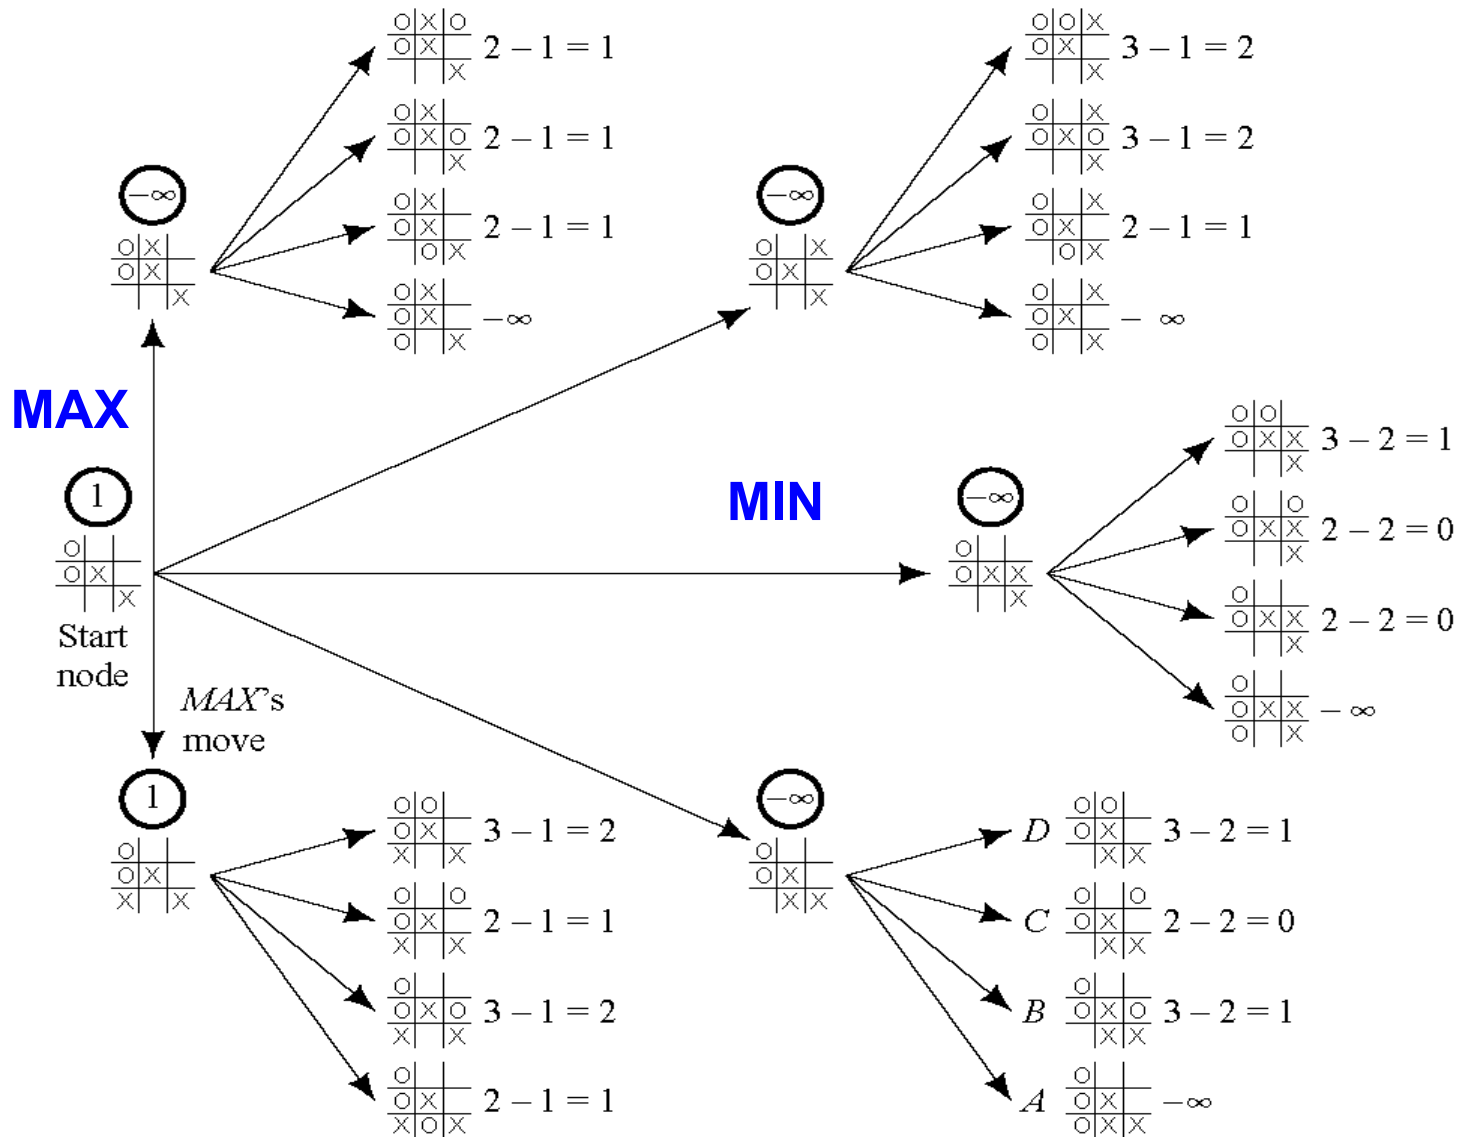 −∞
O X
O X
X
O X O
O X
X
2 − 1 = 1
O X
O X O
X
2 − 1 = 1
O X
O X
O X
2 − 1 = 1
O X
O X
O X
−∞
−∞
O X
O X
X
O O X
O X
X
3 − 1 = 2
O X
O X O
X
3 − 1 = 2
O X
O X
O X
2 − 1 = 1
O X
O X
O X
− ∞
MAX
1
O
O X
X
Start
node
MAX's
move
MIN
−∞
O
O X X
X
O O
O X X
X
3 − 2 = 1
O O
O X X
X
2 − 2 = 0
O
O X X
X
2 − 2 = 0
O
O X X
O X
− ∞
1
O
O X
X X
O O
O X
X X
3 − 1 = 2
O O
O X
X X
2 − 1 = 1
O
O X O
X X
3 − 1 = 2
O
O X
X O X
2 − 1 = 1
−∞
O
O X
X X
D
O O
O X
X X
3 − 2 = 1
C
O O
O X
X X
2 − 2 = 0
B
O
O X O
X X
3 − 2 = 1
A
O
O X
O X X
−∞